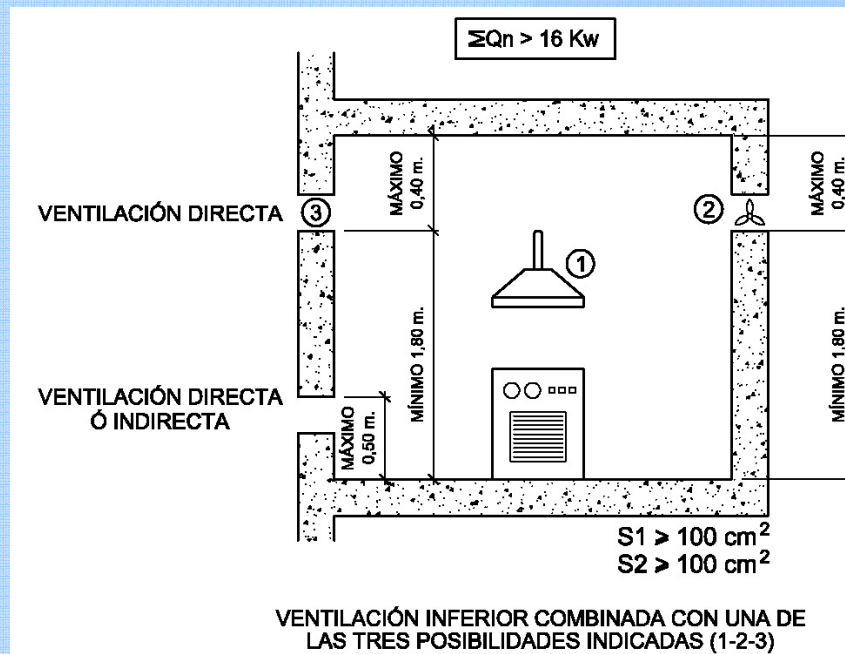 ΣQn > 16 Kw
MÁXIMO
0,40 m.
MÁXIMO
0,40 m.
VENTILACIÓN DIRECTA
3
2
1
MÍNIMO 1,80 m.
MÍNIMO 1,80 m.
VENTILACIÓN DIRECTA
Ó INDIRECTA
MÁXIMO
0,50 m.
S1 > 100 cm²
S2 > 100 cm²
VENTILACIÓN INFERIOR COMBINADA CON UNA DE
LAS TRES POSIBILIDADES INDICADAS (1-2-3)